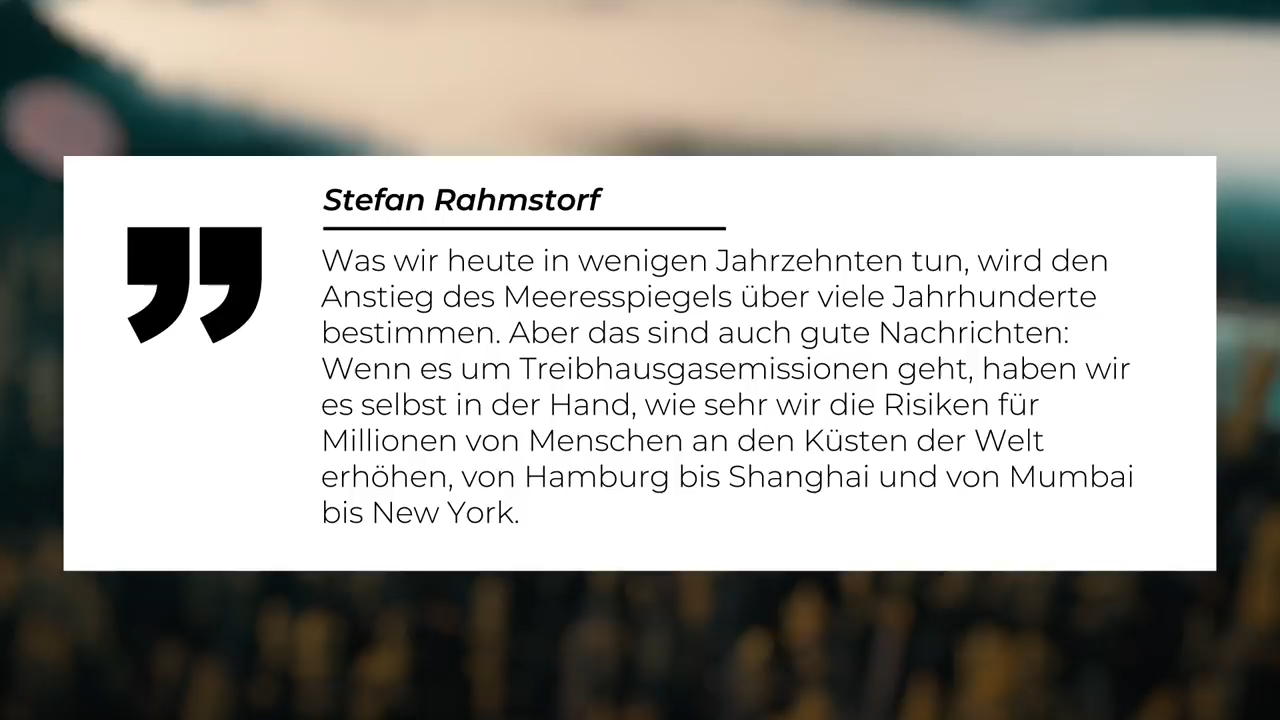 Stefan Rahmstorf
Was wir heute in wenigen Jahrzehnten tun, wird den
Anstieg des Meeresspiegels über viele Jahrhunderte
bestimmen. Aber das sind auch gute Nachrichten:
Wenn es um Treibhausgasemissionen geht, haben wir
es selbst in der Hand, wie sehr wir die Risiken für
Millionen von Menschen an den Küsten der Welt
erhöhen, von Hamburg bis Shanghai und von Mumbai
bis New York.